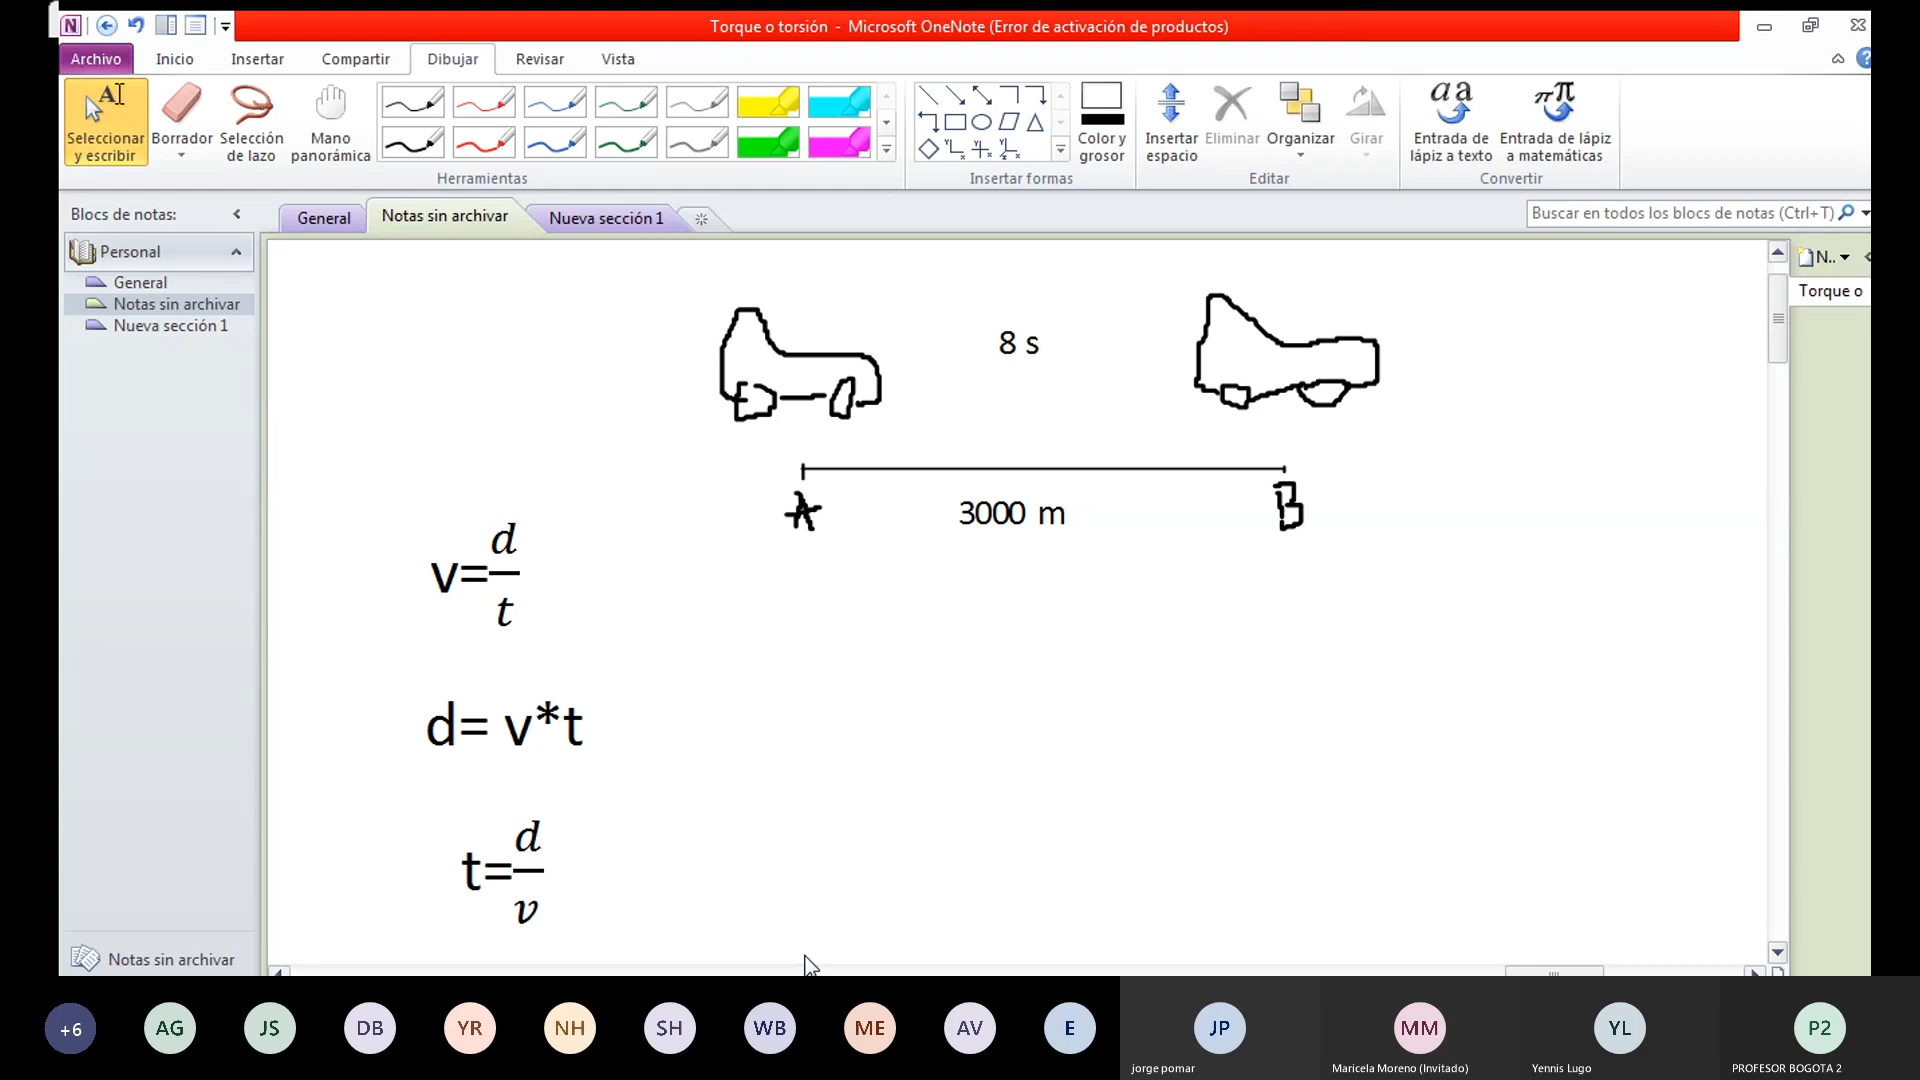 Torque o torsión - Microsoft OneNote (Error de activación de productos)
Archivo Inicio Insertar Compartir Dibujar Revisar Vista
Seleccionar y escribir
Borrador
Selección de lazo
Mano panorámica
Herramientas
Insertar formas
Color y grosor
Insertar espacio
Eliminar
Organizar
Girar
Editar
Entrada de lápiz a texto
Entrada de lápiz a matemáticas
Convertir
Blocs de notas:
General Notas sin archivar Nueva sección 1
Buscar en todos los blocs de notas (Ctrl+T)
Personal
General
Notas sin archivar
Nueva sección 1
N..
Torque o
8 s
A 3000 m B
v=d/t
d= v*t
t=d/v
Notas sin archivar
+6 AG JS DB YR NH SH WB ME AV E JP MM YL P2
jorge pomar
Maricela Moreno (Invitado)
Yennis Lugo
PROFESOR BOGOTA 2